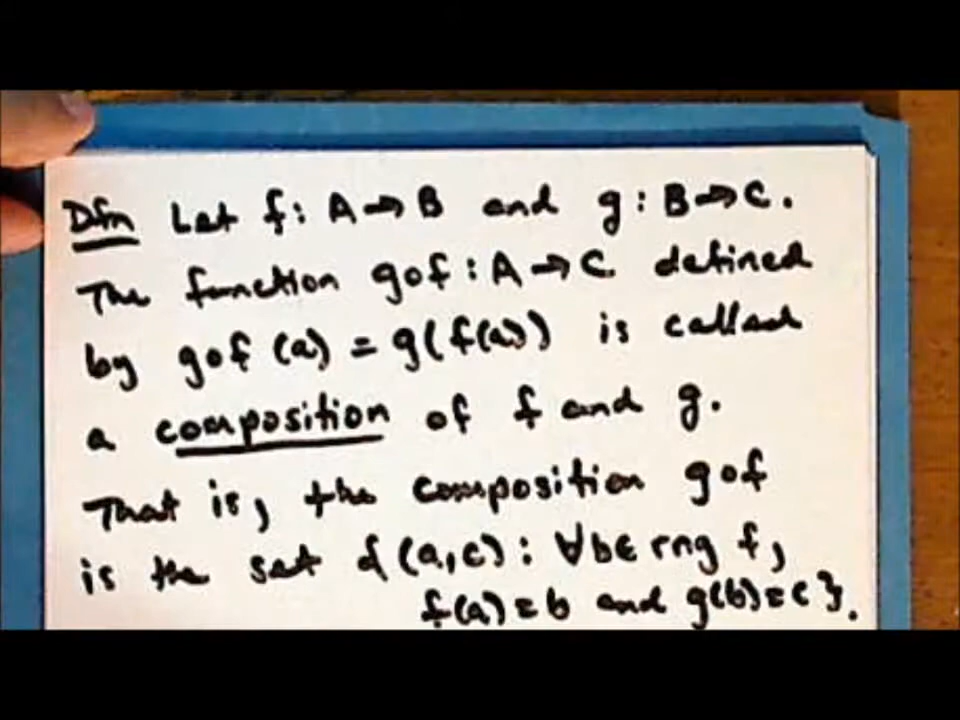 Dfn Let f: A→B and g: B→C.
The function g∘f: A→C defined
by g∘f (a) = g(f(a)) is called
a composition of f and g.
That is, the composition g∘f
is the set {(a,c): ∀b∈ rng f,
f(a)=b and g(b)=c}.